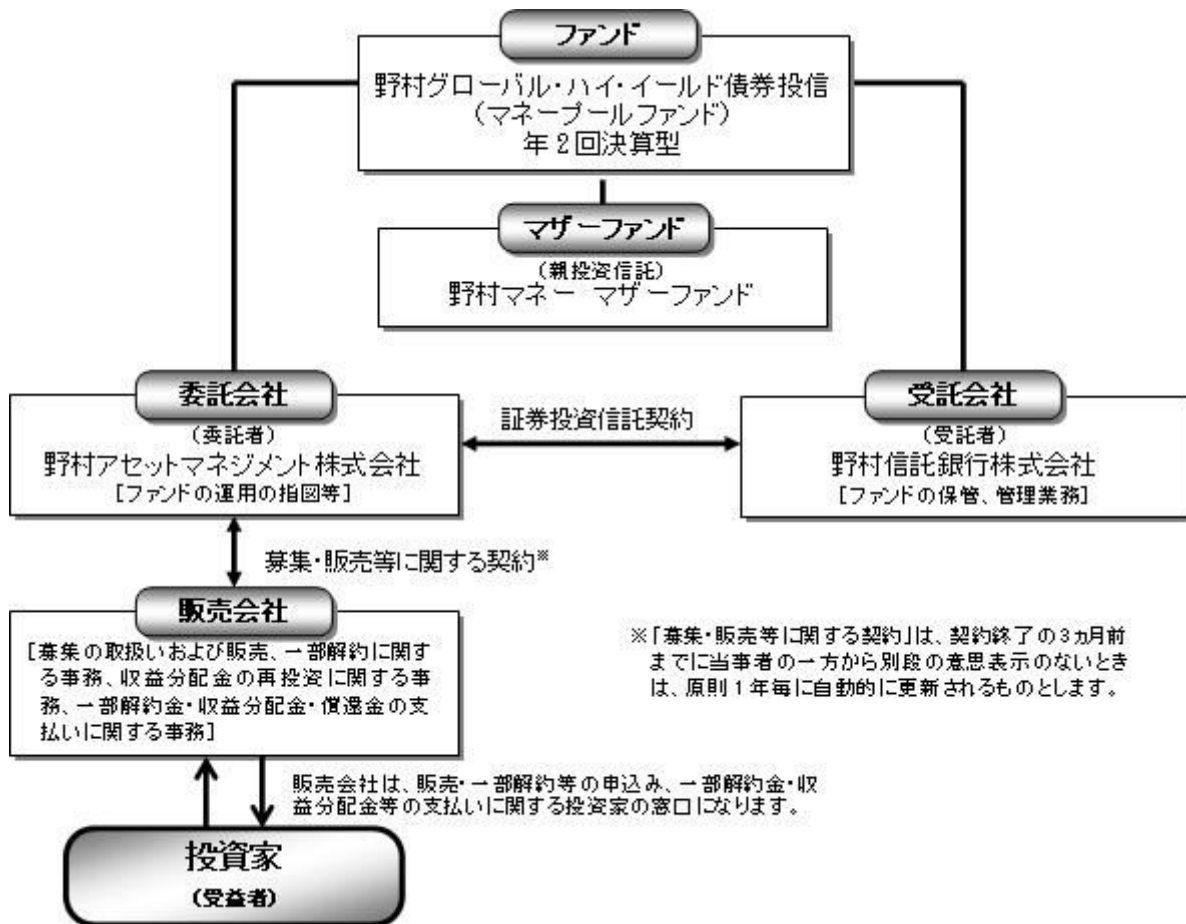 ファンド
野村グローバル・ハイ・イールド債券投信
(マネープールファンド)
年2回決算型
マザーファンド
(親投資信託)
野村マネー マザーファンド
委託会社
(委託者)
野村アセットマネジメント株式会社
[ファンドの運用の指図等]
証券投資信託契約
受託会社
(受託者)
野村信託銀行株式会社
[ファンドの保管、管理業務]
募集・販売等に関する契約※
販売会社
[募集の取扱いおよび販売、一部解約に関す
る事務、収益分配金の再投資に関する事
務、一部解約金・収益分配金・償還金の支
払いに関する事務]
※「募集・販売等に関する契約」は、契約終了の3ヵ月前
までに当事者の一方から別段の意思表示のないとき
は、原則1年毎に自動的に更新されるものとします。
販売会社は、販売・一部解約等の申込み、一部解約金・収
益分配金等の支払いに関する投資家の窓口になります。
投資家
(受益者)